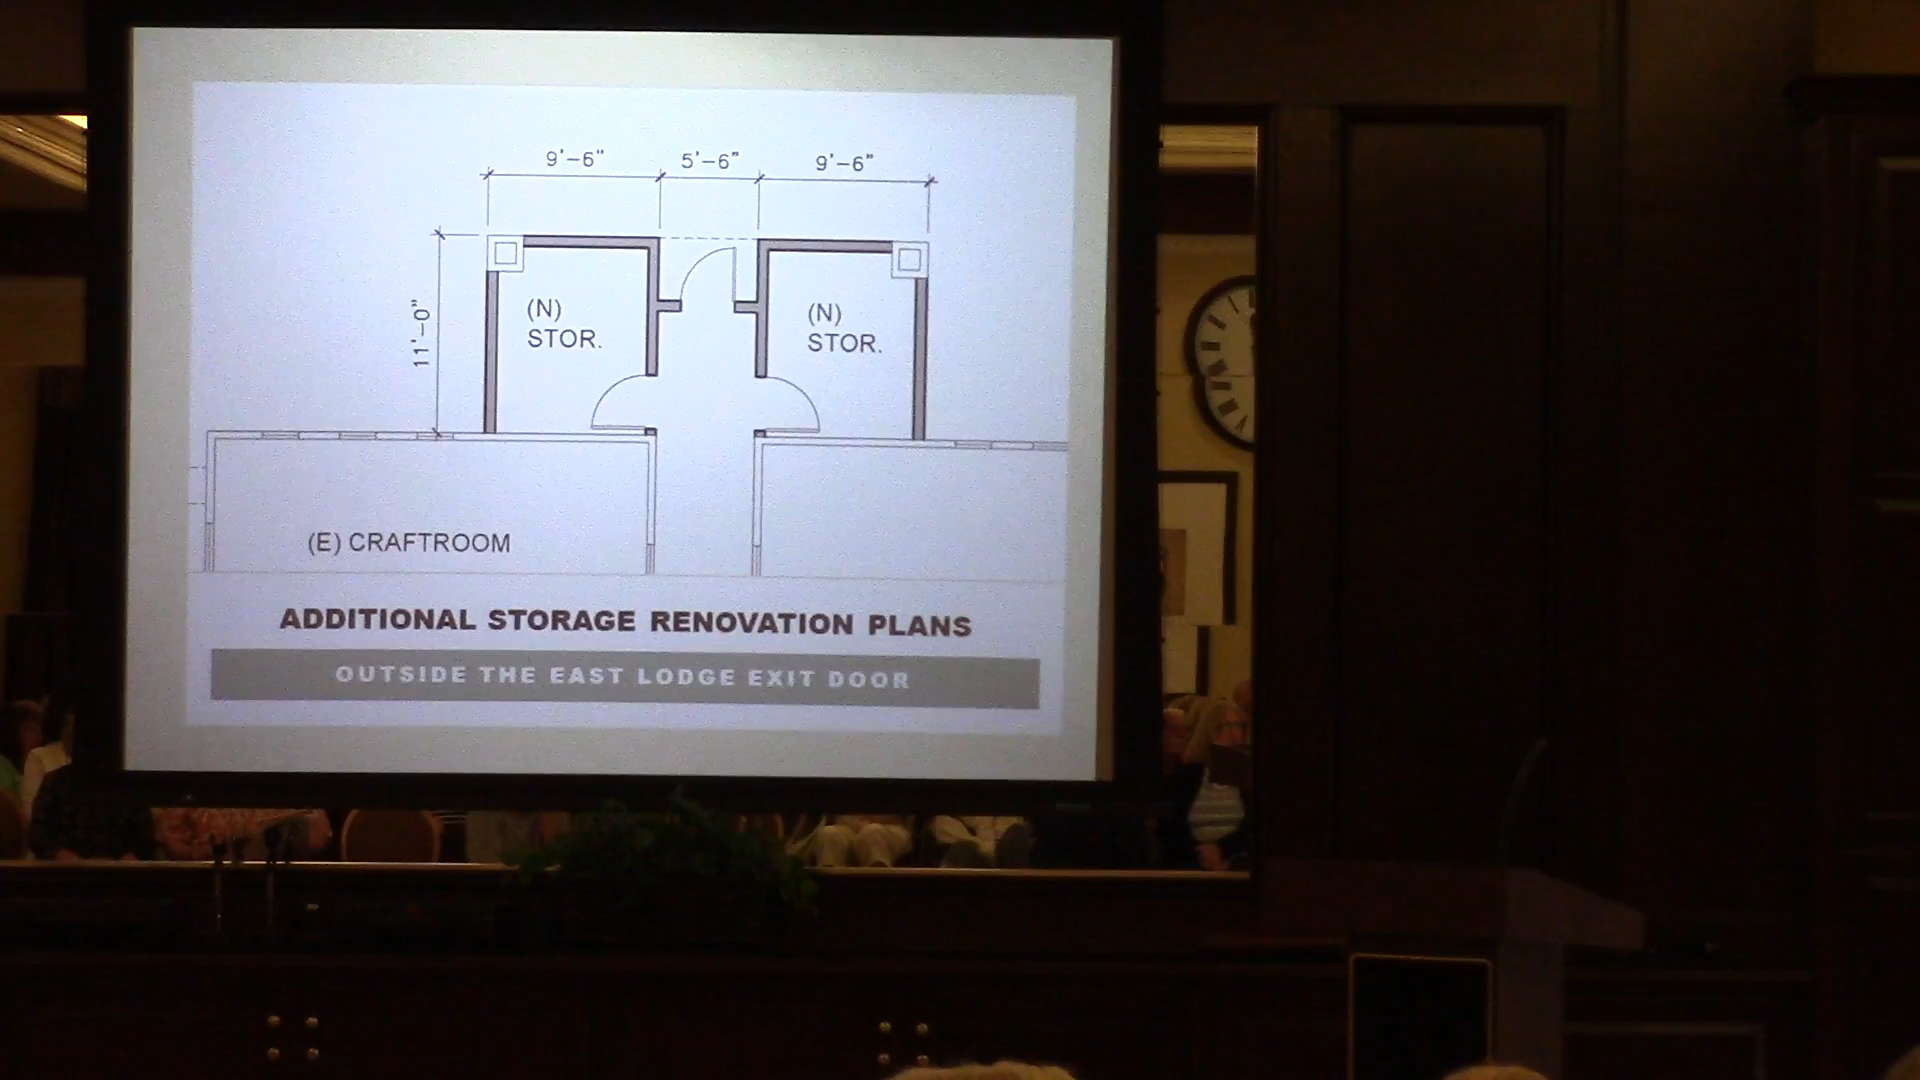 9'-6" 5'-6" 9'-6"
11'-0"
(N)
STOR.
(N)
STOR.
(E) CRAFTROOM
ADDITIONAL STORAGE RENOVATION PLANS
OUTSIDE THE EAST LODGE EXIT DOOR